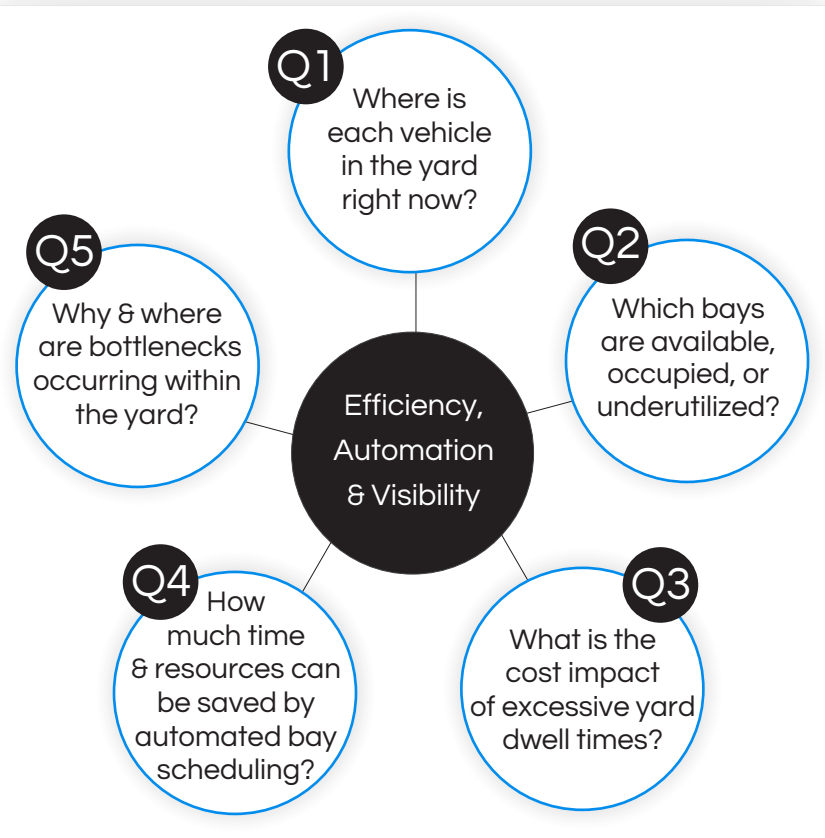 Q1
Where is
each vehicle
in the yard
right now?
Q2
Which bays
are available,
occupied, or
underutilized?
Q3
What is the
cost impact
of excessive yard
dwell times?
Q4
How
much time
& resources can
be saved by
automated bay
scheduling?
Q5
Why & where
are bottlenecks
occurring within
the yard?
Efficiency,
Automation
& Visibility